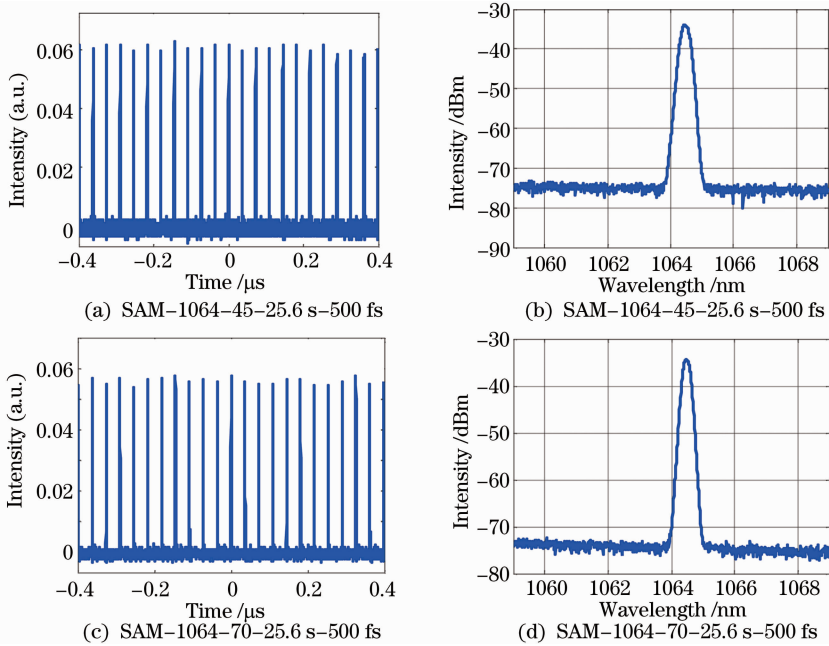 0.06
0.04
0.02
0
Intensity (a.u.)
−0.4 −0.2 0 0.2 0.4
Time /μs
(a) SAM−1064−45−25.6 s−500 fs
−30
−40
−50
−60
−70
−80
−90
Intensity /dBm
1060 1062 1064 1066 1068
Wavelength /nm
(b) SAM−1064−45−25.6 s−500 fs
0.06
0.04
0.02
0
Intensity (a.u.)
−0.4 −0.2 0 0.2 0.4
Time /μs
(c) SAM−1064−70−25.6 s−500 fs
−30
−40
−50
−60
−70
−80
Intensity /dBm
1060 1062 1064 1066 1068
Wavelength /nm
(d) SAM−1064−70−25.6 s−500 fs